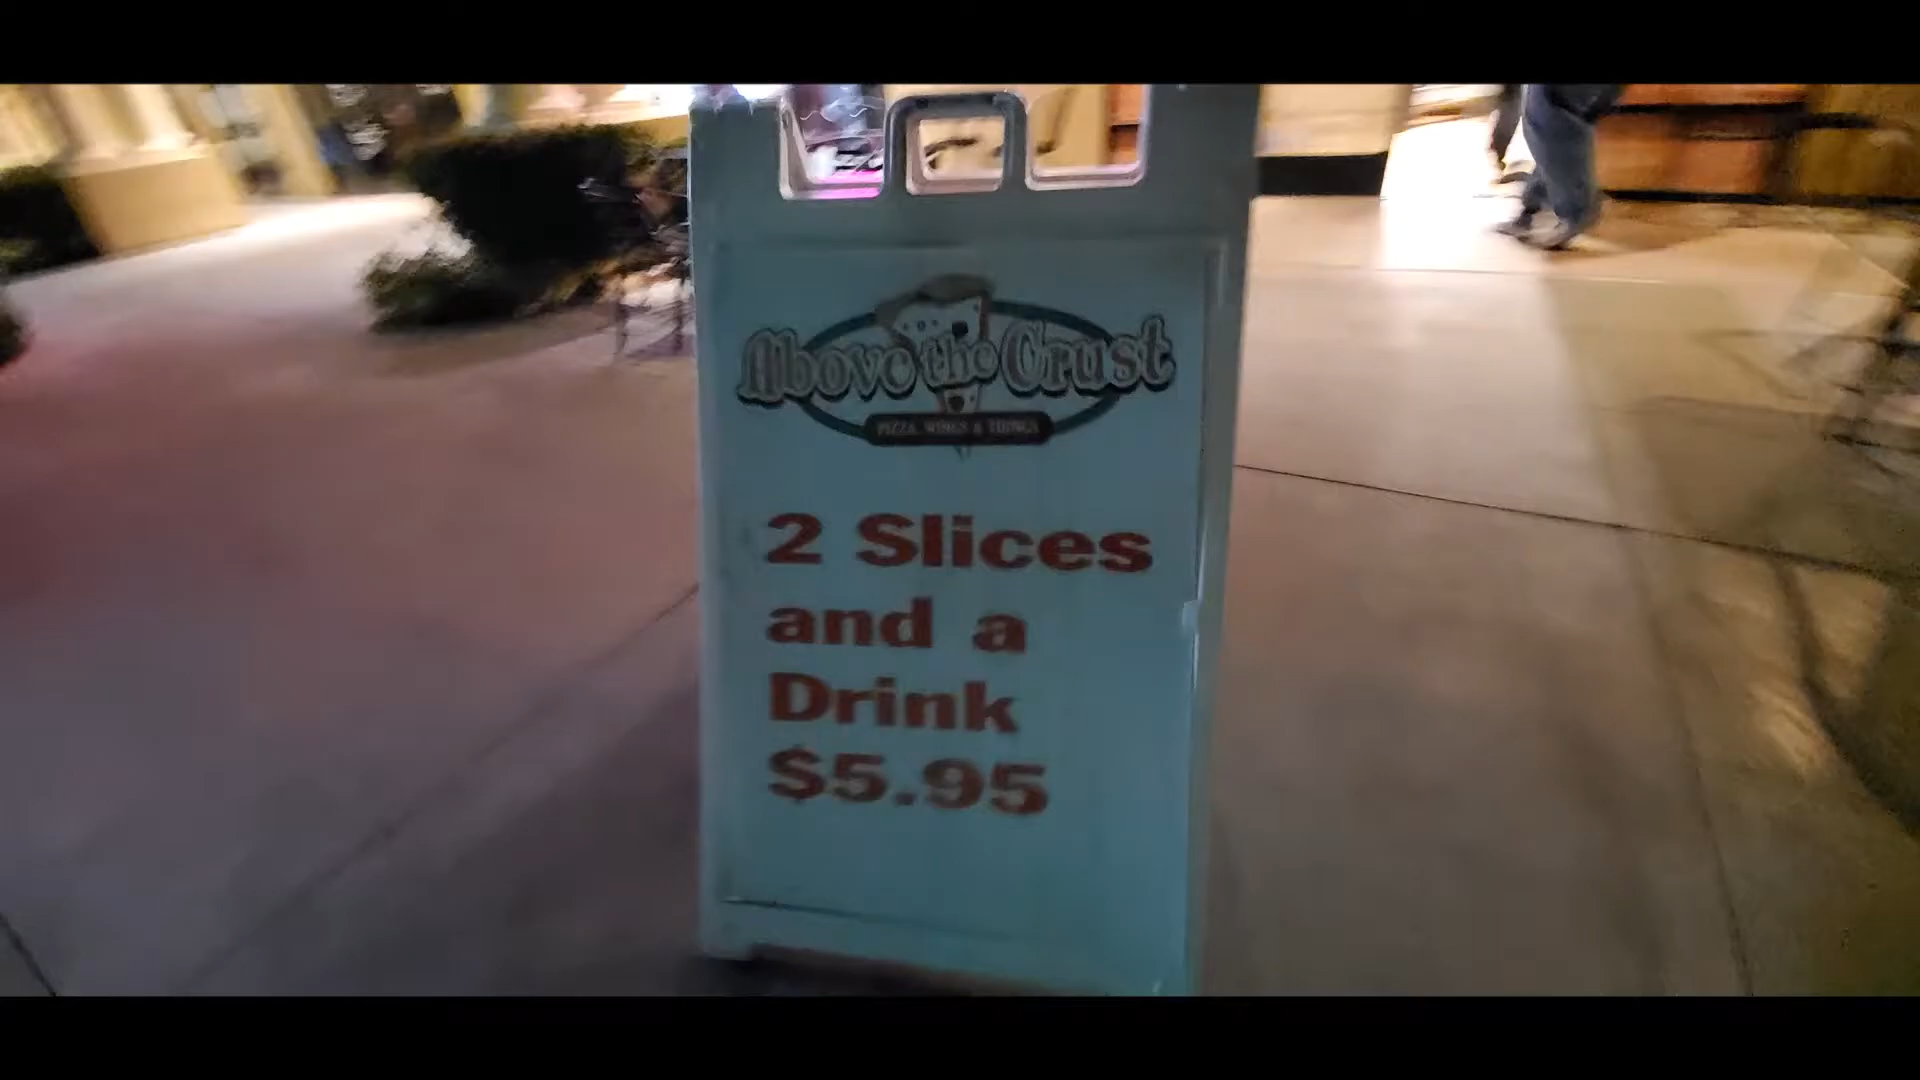 Above the Crust
PIZZA, WINGS & THINGS
2 Slices
and a
Drink
$5.95